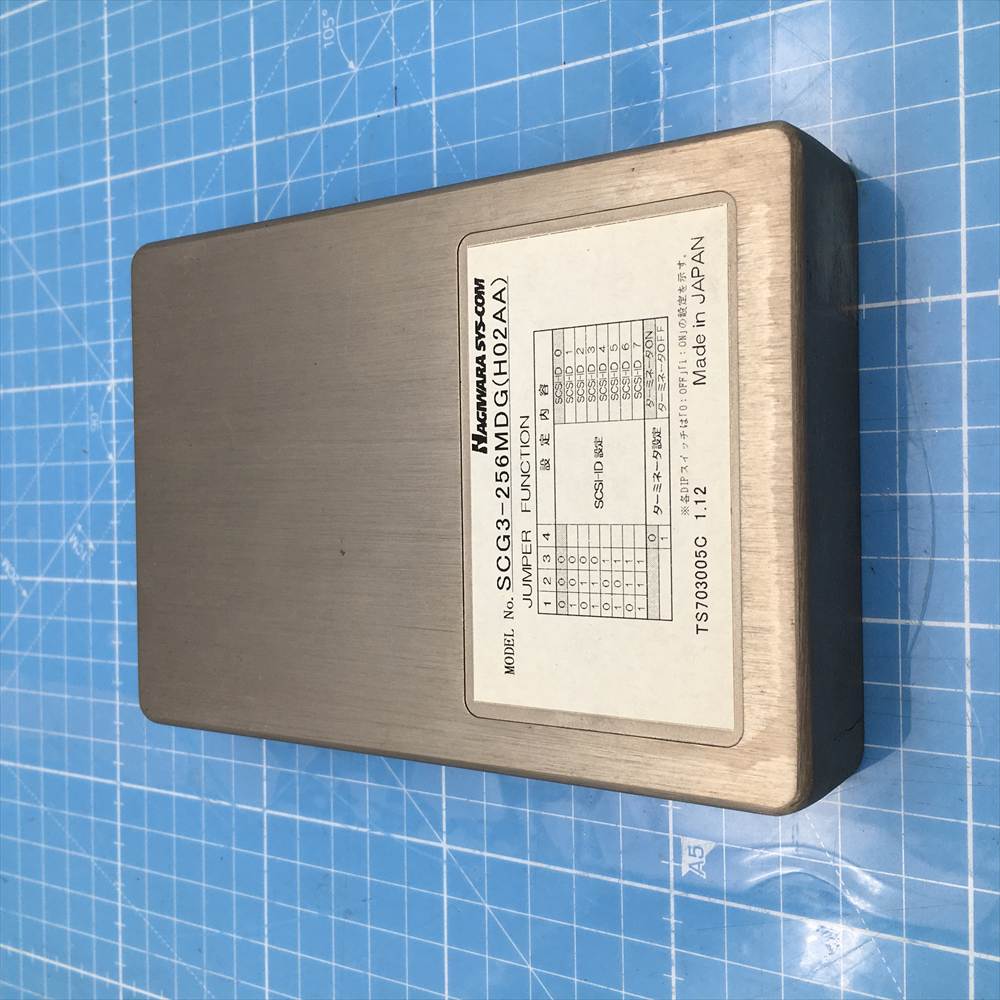 HAGIWARA SYS-COM
MODEL No. SCG3-256MDG(H02AA)
JUMPER FUNCTION
1 2 3 4 設 定 内 容
0 0 0 SCSI-ID設定 SCSI-ID 0
1 0 0 SCSI-ID 1
0 1 0 SCSI-ID 2
1 1 0 SCSI-ID 3
0 0 1 SCSI-ID 4
1 0 1 SCSI-ID 5
0 1 1 SCSI-ID 6
1 1 1 SCSI-ID 7
0 ターミネータ設定 ターミネータON
1 ターミネータOFF
※各DIPスイッチは「0:OFF」「1:ON」の設定を示す。
TS703005C 1.12 Made in JAPAN
A5
105°
90°